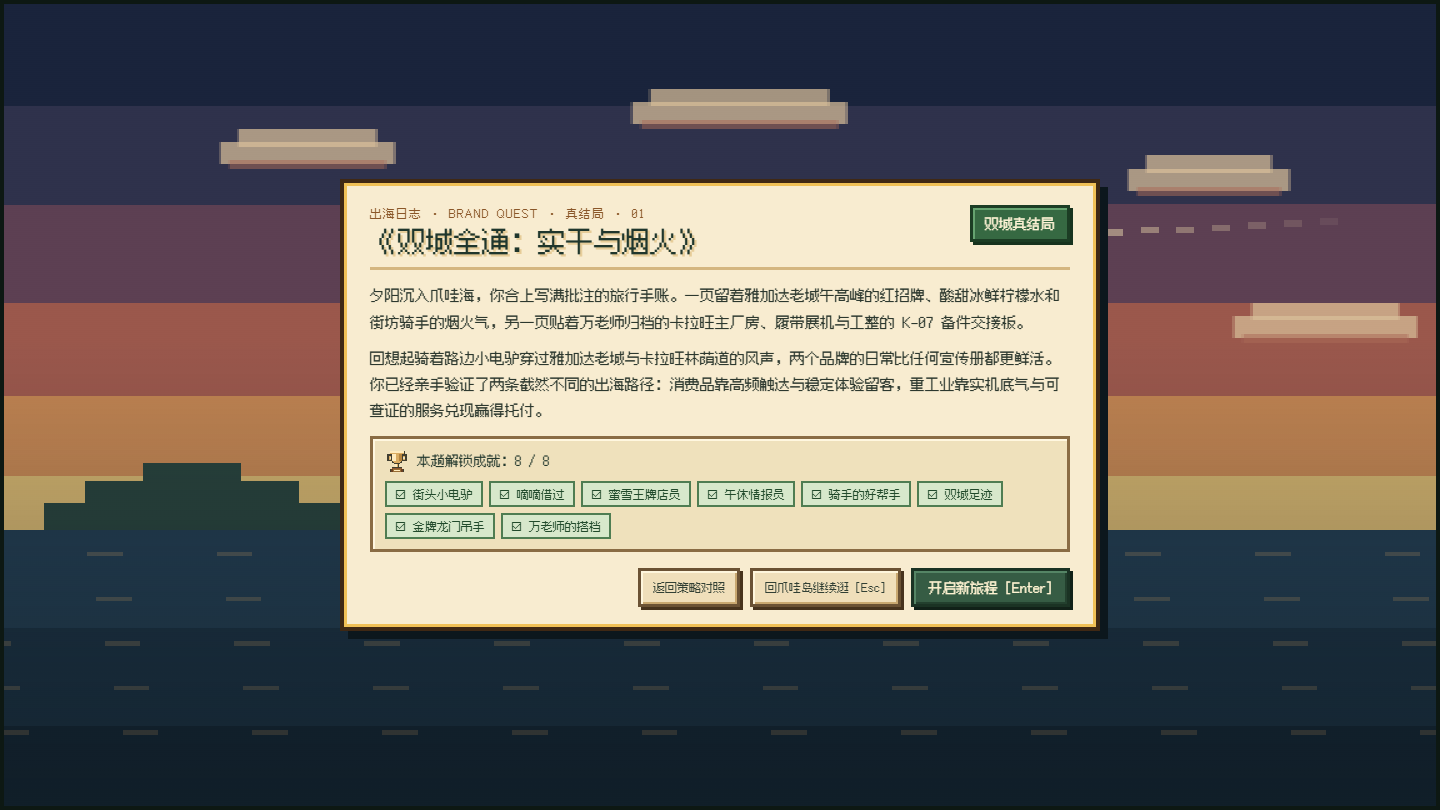 出海日志 · BRAND QUEST · 真结局 · 01
《双城全通：实干与烟火》
双城真结局
夕阳沉入爪哇海，你合上写满批注的旅行手账。一页留着雅加达老城午高峰的红招牌、酸甜冰鲜柠檬水和
街坊骑手的烟火气，另一页贴着万老师归档的卡拉旺主厂房、履带展机与工整的 K-07 备件交接板。
回想起骑着路边小电驴穿过雅加达老城与卡拉旺林荫道的风声，两个品牌的日常比任何宣传册都更鲜活。
你已经亲手验证了两条截然不同的出海路径：消费品靠高频触达与稳定体验留客，重工业靠实机底气与可
查证的服务兑现赢得托付。
本趟解锁成就：8 / 8
☑ 街头小电驴
☑ 嘀嘀借过
☑ 蜜雪王牌店员
☑ 午休情报员
☑ 骑手的好帮手
☑ 双城足迹
☑ 金牌龙门吊手
☑ 万老师的搭档
返回策略对照
回爪哇岛继续逛 [Esc]
开启新旅程 [Enter]